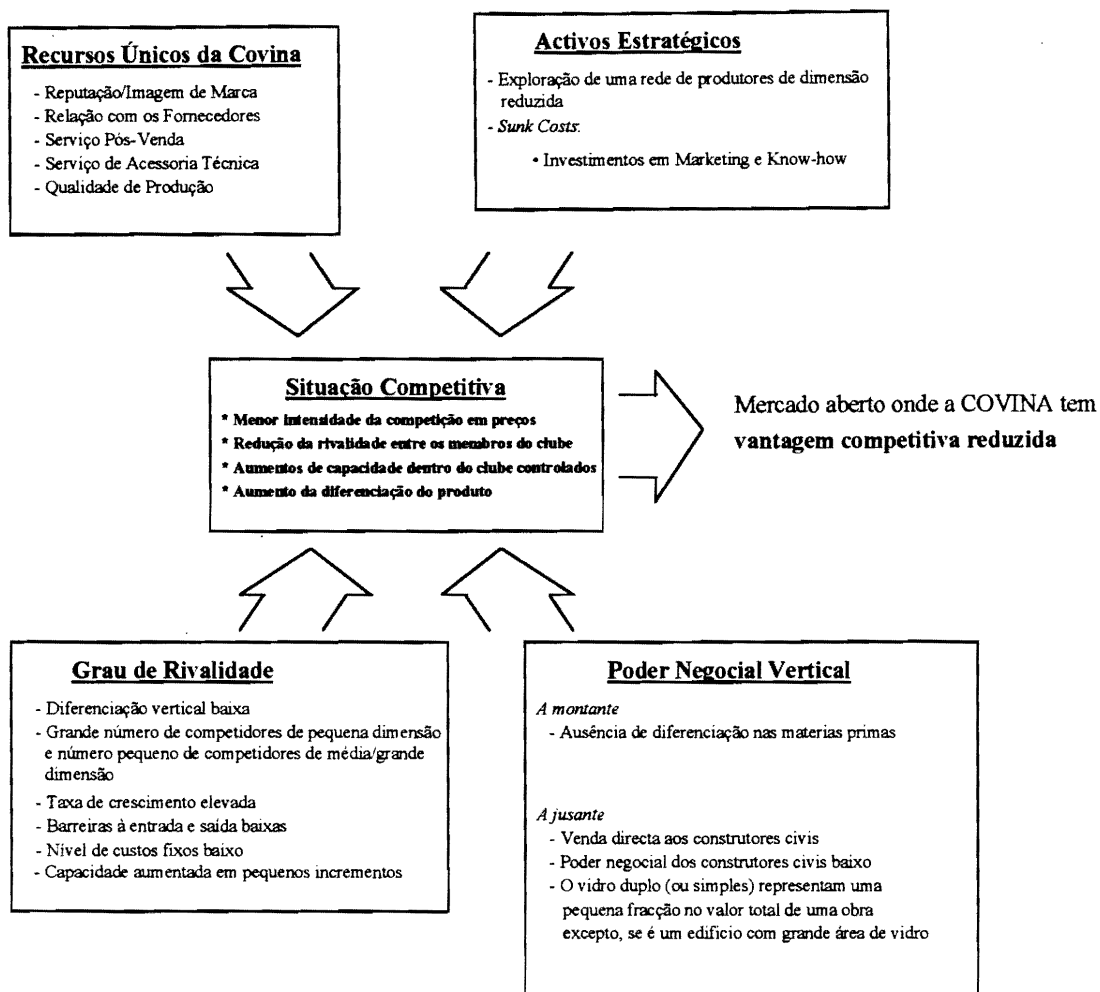 Recursos Únicos da Covina
- Reputação/Imagem de Marca
- Relação com os Fornecedores
- Serviço Pós-Venda
- Serviço de Acessoria Técnica
- Qualidade de Produção
Activos Estratégicos
- Exploração de uma rede de produtores de dimensão
reduzida
- Sunk Costs:
• Investimentos em Marketing e Know-how
Situação Competitiva
* Menor intensidade da competição em preços
* Redução da rivalidade entre os membros do clube
* Aumentos de capacidade dentro do clube controlados
* Aumento da diferenciação do produto
Mercado aberto onde a COVINA tem
vantagem competitiva reduzida
Grau de Rivalidade
- Diferenciação vertical baixa
- Grande número de competidores de pequena dimensão
e número pequeno de competidores de média/grande
dimensão
- Taxa de crescimento elevada
- Barreiras à entrada e saída baixas
- Nível de custos fixos baixo
- Capacidade aumentada em pequenos incrementos
Poder Negocial Vertical
A montante
- Ausência de diferenciação nas materias primas
A jusante
- Venda directa aos construtores civis
- Poder negocial dos construtores civis baixo
- O vidro duplo (ou simples) representam uma
pequena fracção no valor total de uma obra
excepto, se é um edificio com grande área de vidro